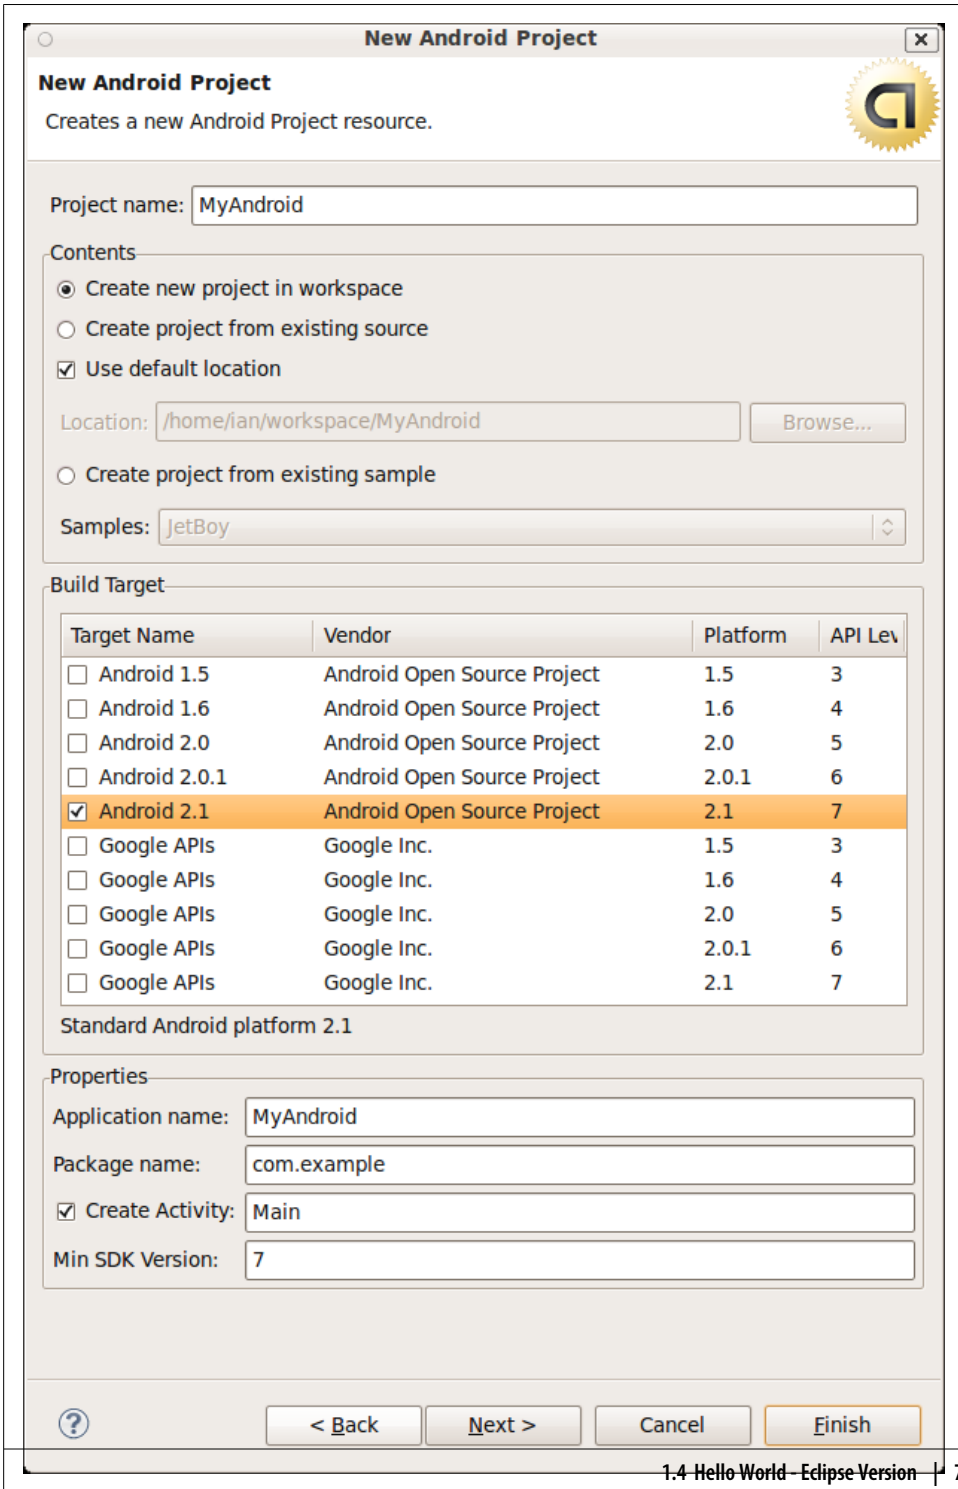 New Android Project
New Android Project
Creates a new Android Project resource.
Project name: MyAndroid
Contents
Create new project in workspace
Create project from existing source
Use default location
Location: /home/ian/workspace/MyAndroid Browse...
Create project from existing sample
Samples: JetBoy
Build Target
Target Name Vendor Platform API Lev
Android 1.5 Android Open Source Project 1.5 3
Android 1.6 Android Open Source Project 1.6 4
Android 2.0 Android Open Source Project 2.0 5
Android 2.0.1 Android Open Source Project 2.0.1 6
Android 2.1 Android Open Source Project 2.1 7
Google APIs Google Inc. 1.5 3
Google APIs Google Inc. 1.6 4
Google APIs Google Inc. 2.0 5
Google APIs Google Inc. 2.0.1 6
Google APIs Google Inc. 2.1 7
Standard Android platform 2.1
Properties
Application name: MyAndroid
Package name: com.example
Create Activity: Main
Min SDK Version: 7
? < Back Next > Cancel Finish
1.4 Hello World - Eclipse Version | 7